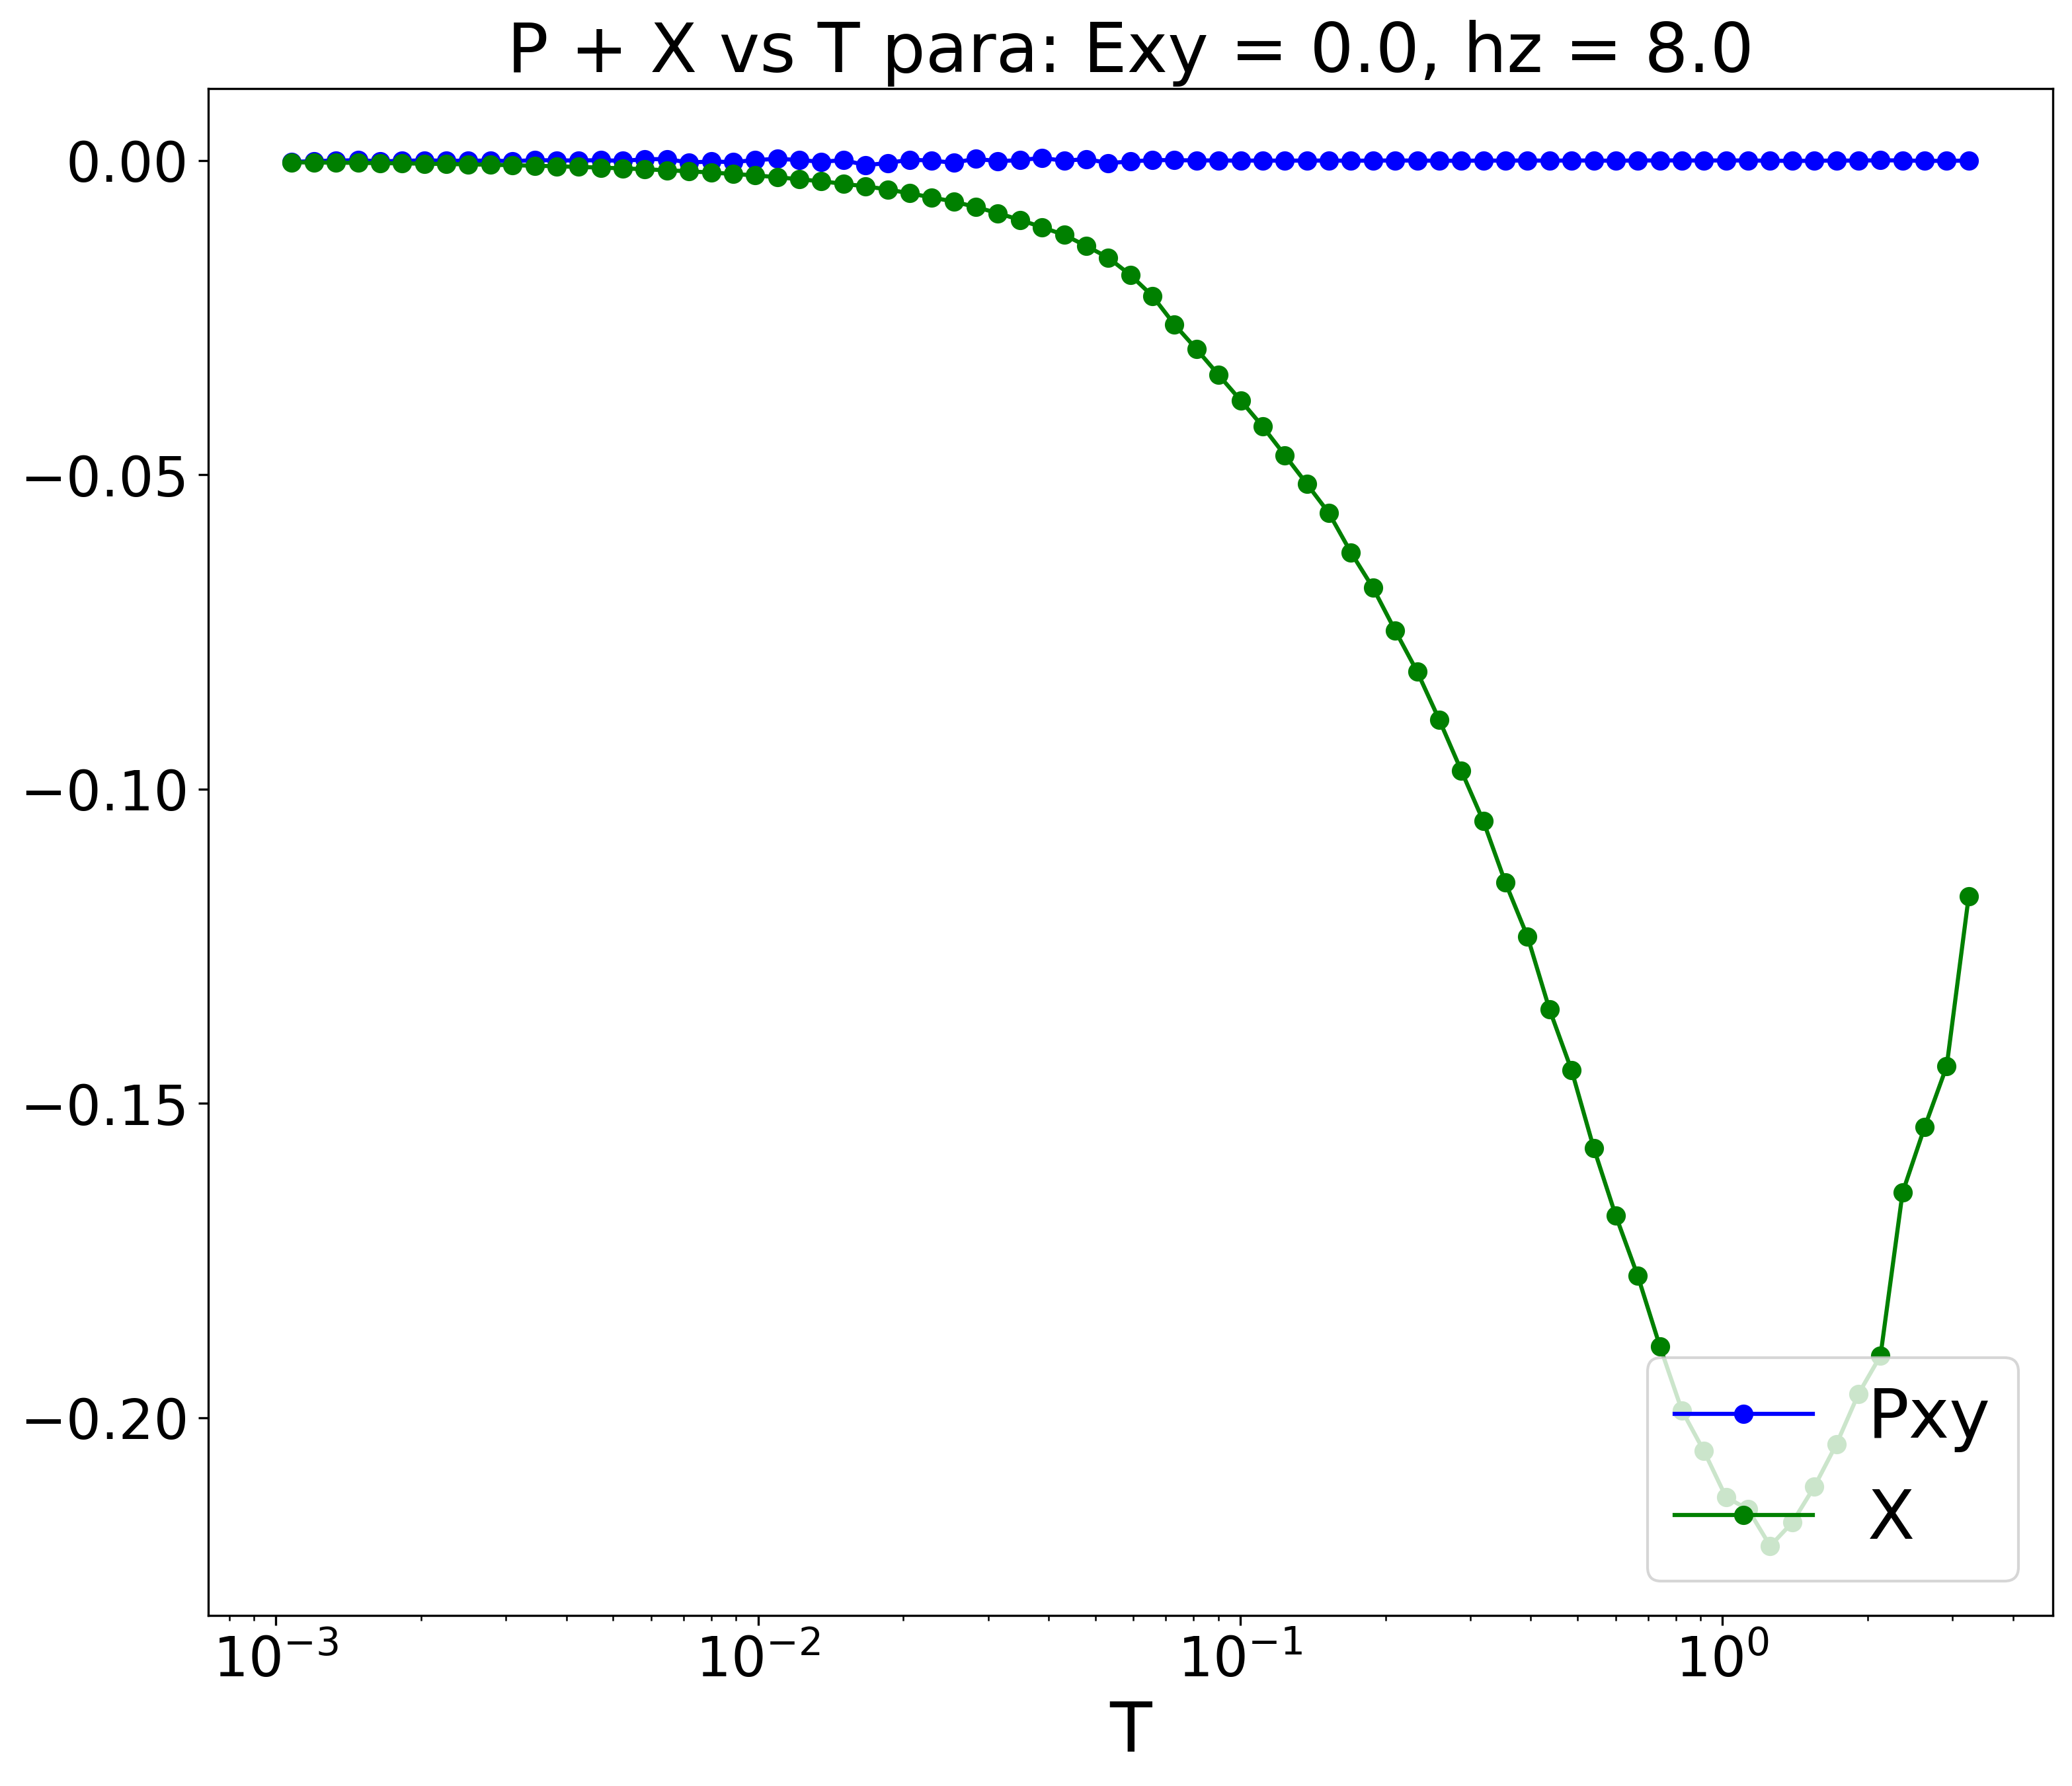 P + X vs T para: Exy = 0.0, hz = 8.0
0.00
−0.05
−0.10
−0.15
−0.20
Pxy
X
10⁻³ 10⁻² 10⁻¹ 10⁰
T